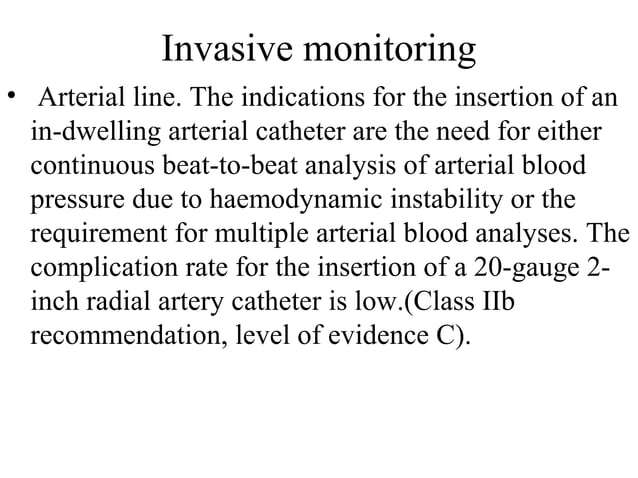 Invasive monitoring
• Arterial line. The indications for the insertion of an
in-dwelling arterial catheter are the need for either
continuous beat-to-beat analysis of arterial blood
pressure due to haemodynamic instability or the
requirement for multiple arterial blood analyses. The
complication rate for the insertion of a 20-gauge 2-
inch radial artery catheter is low.(Class IIb
recommendation, level of evidence C).